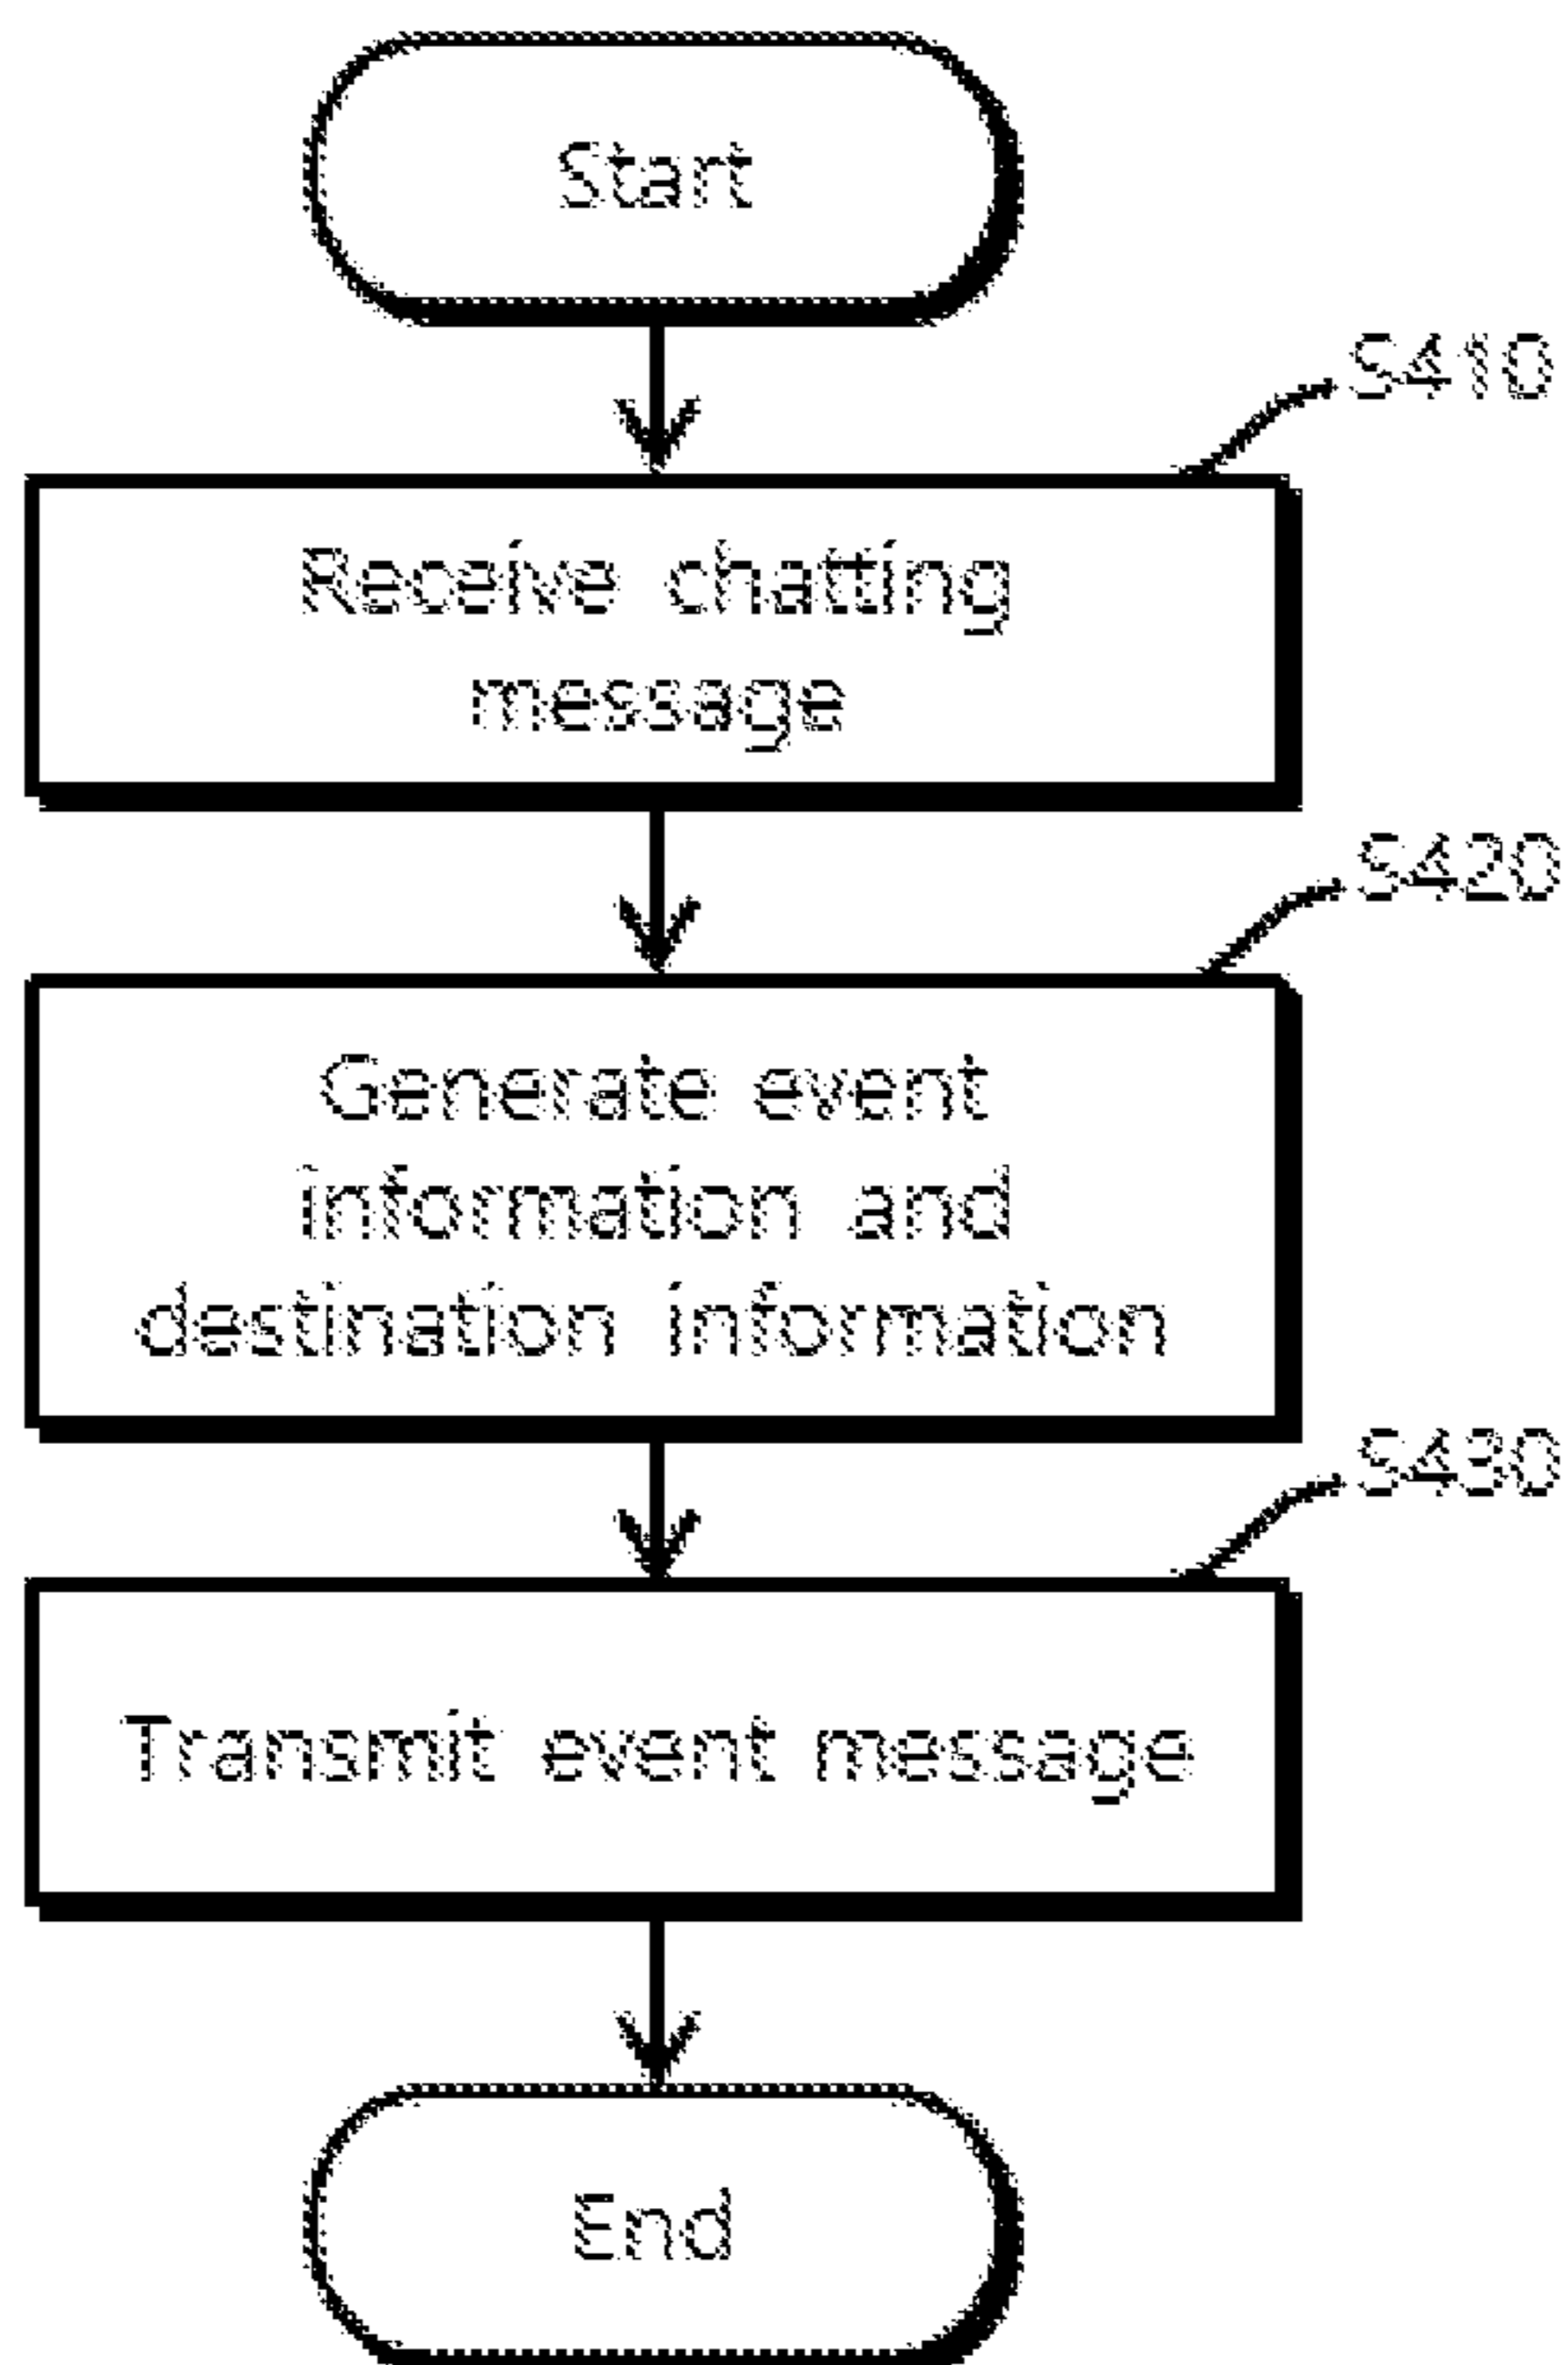 Start
S410
Receive chatting
message
S420
Generate event
information and
destination information
S430
Transmit event message
End